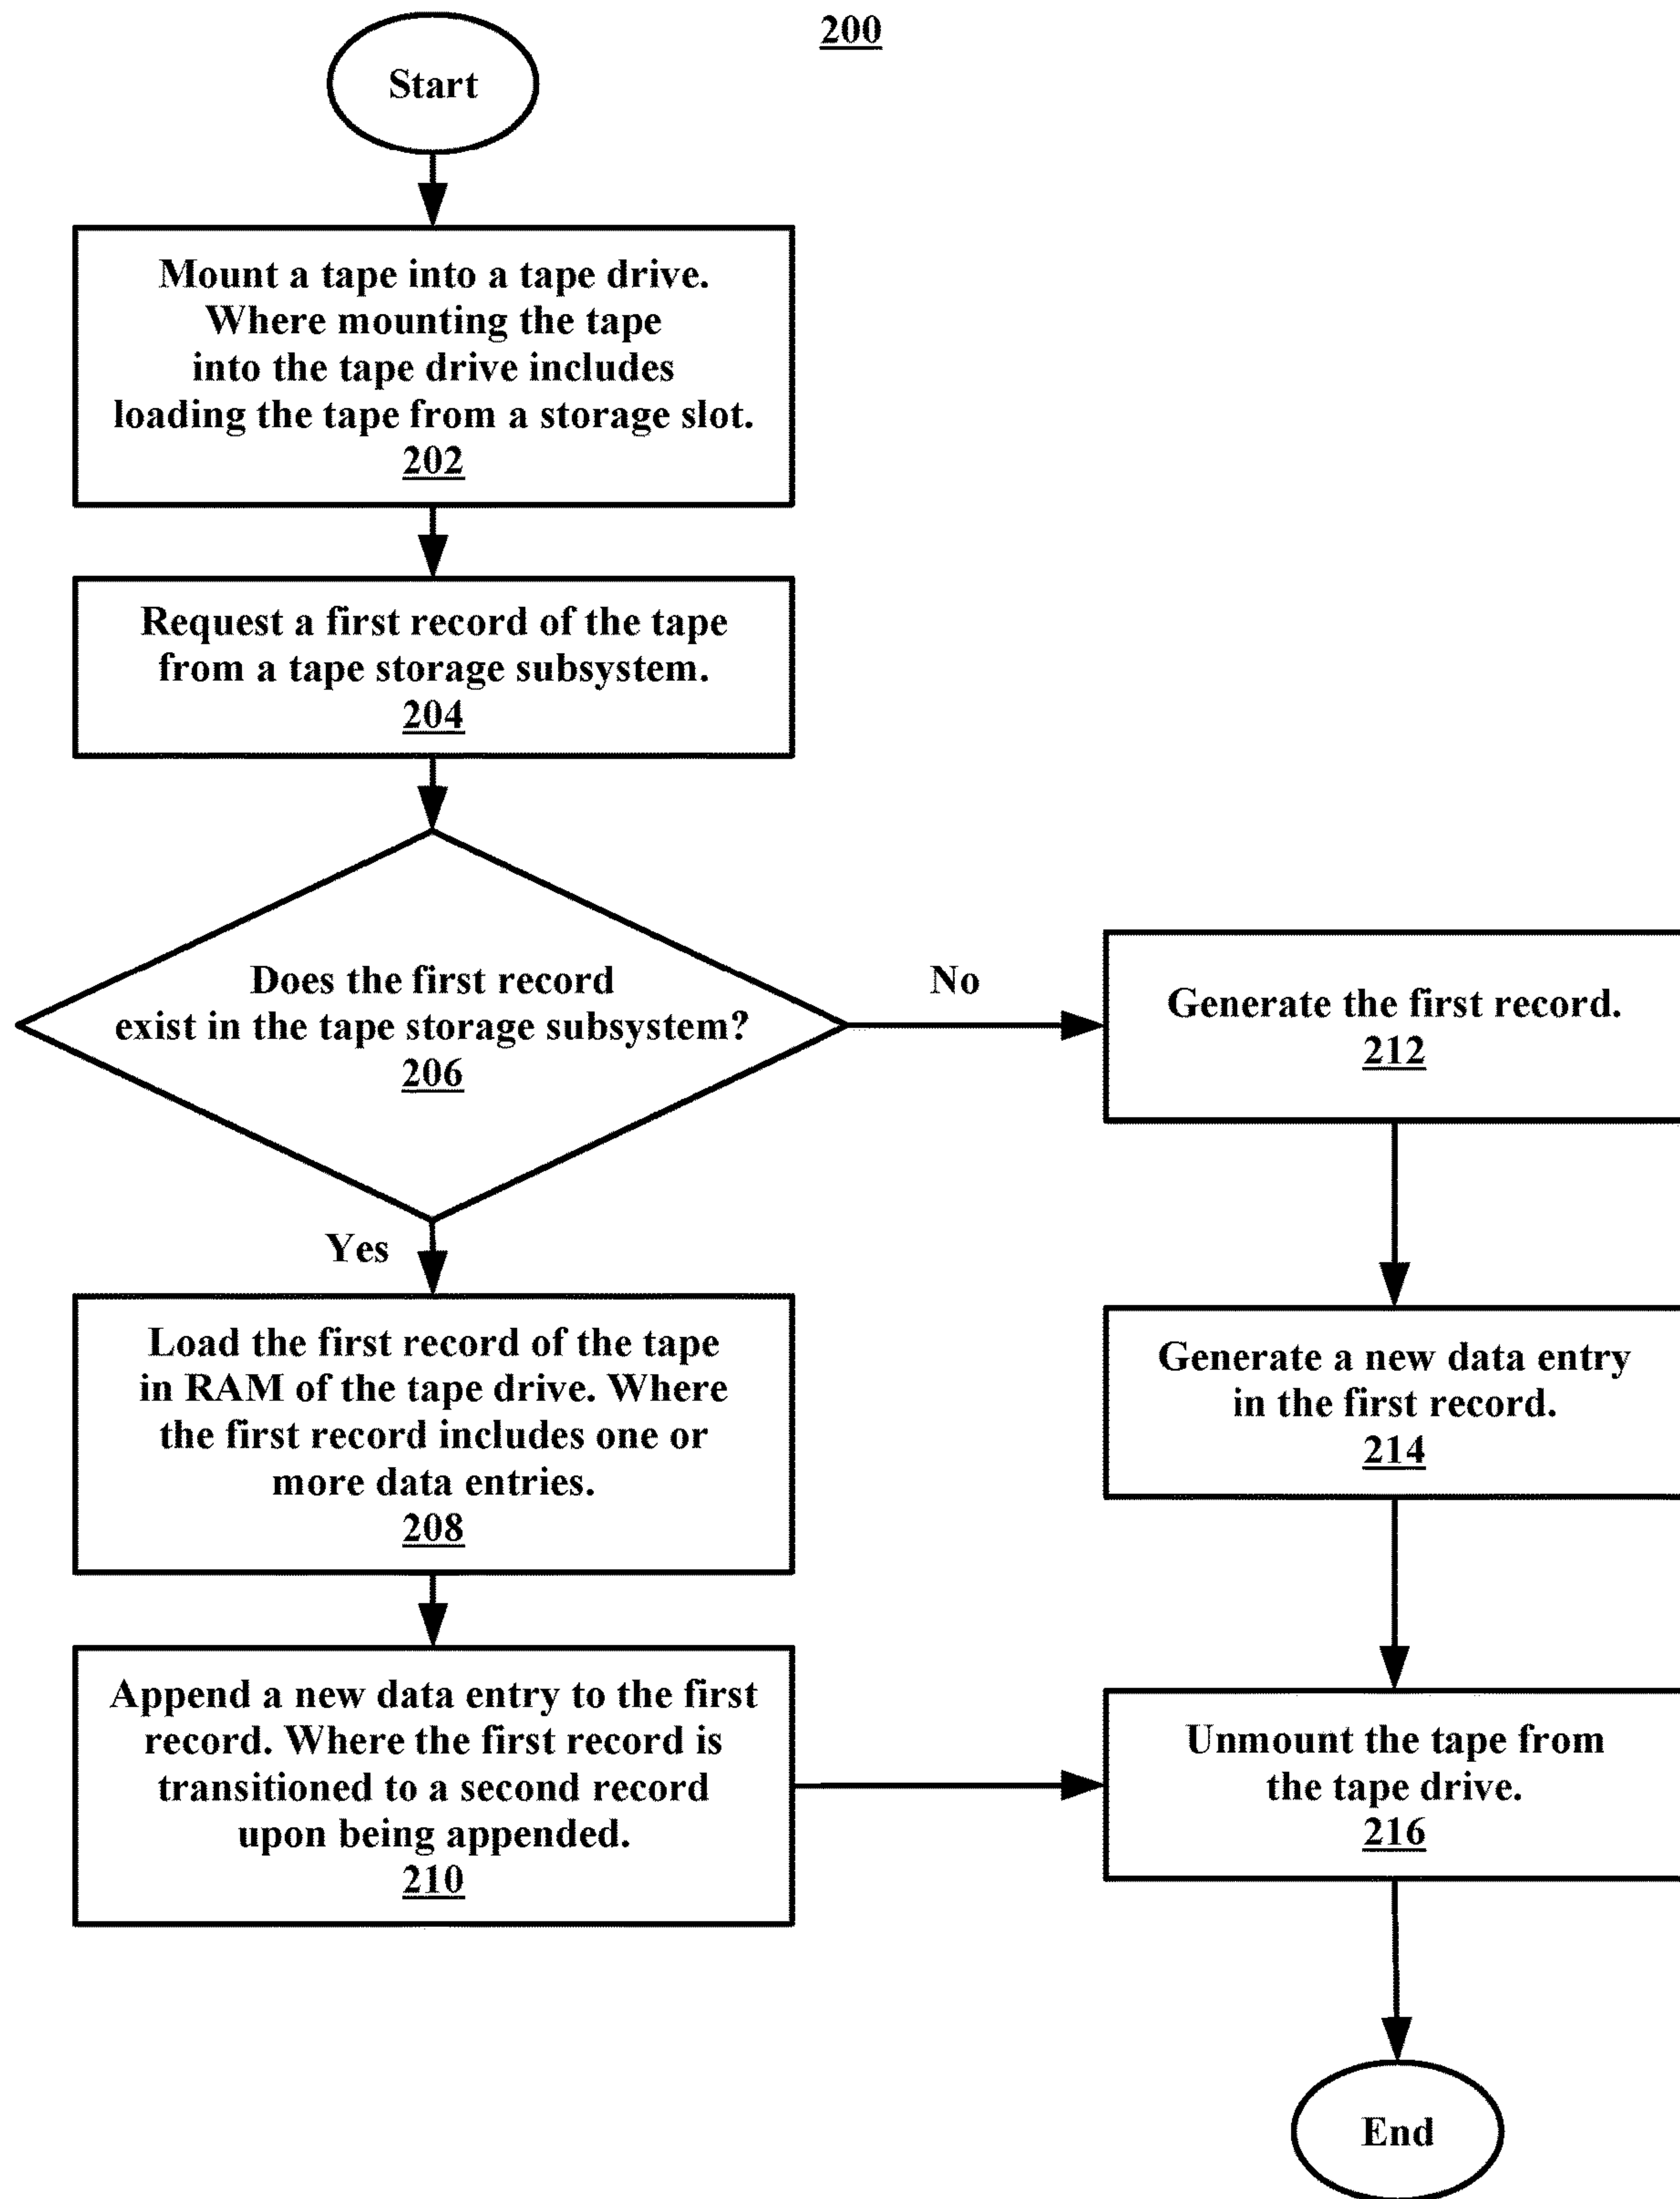 200
Start
Mount a tape into a tape drive.
Where mounting the tape
into the tape drive includes
loading the tape from a storage slot.
202
Request a first record of the tape
from a tape storage subsystem.
204
Does the first record
exist in the tape storage subsystem?
206
No
Generate the first record.
212
Yes
Load the first record of the tape
in RAM of the tape drive. Where
the first record includes one or
more data entries.
208
Generate a new data entry
in the first record.
214
Append a new data entry to the first
record. Where the first record is
transitioned to a second record
upon being appended.
210
Unmount the tape from
the tape drive.
216
End